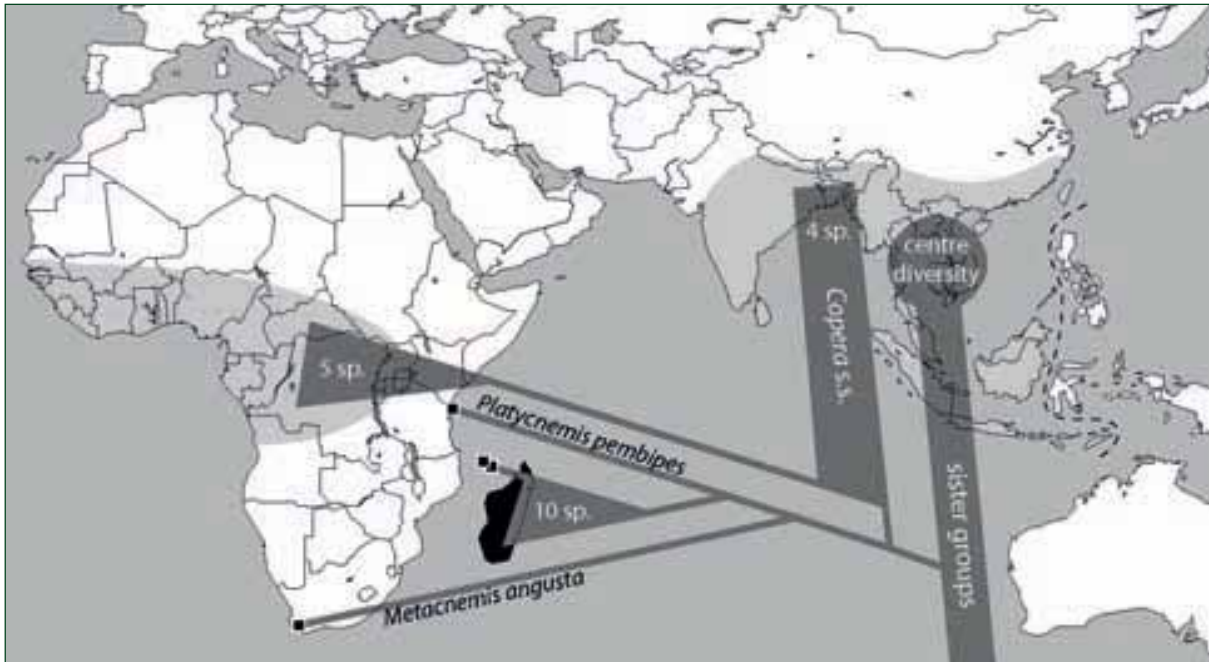 4 sp.
centre
diversity
Copera s.s.
5 sp.
Platycnemis pembipes
10 sp.
sister groups
Metacnemis angusta